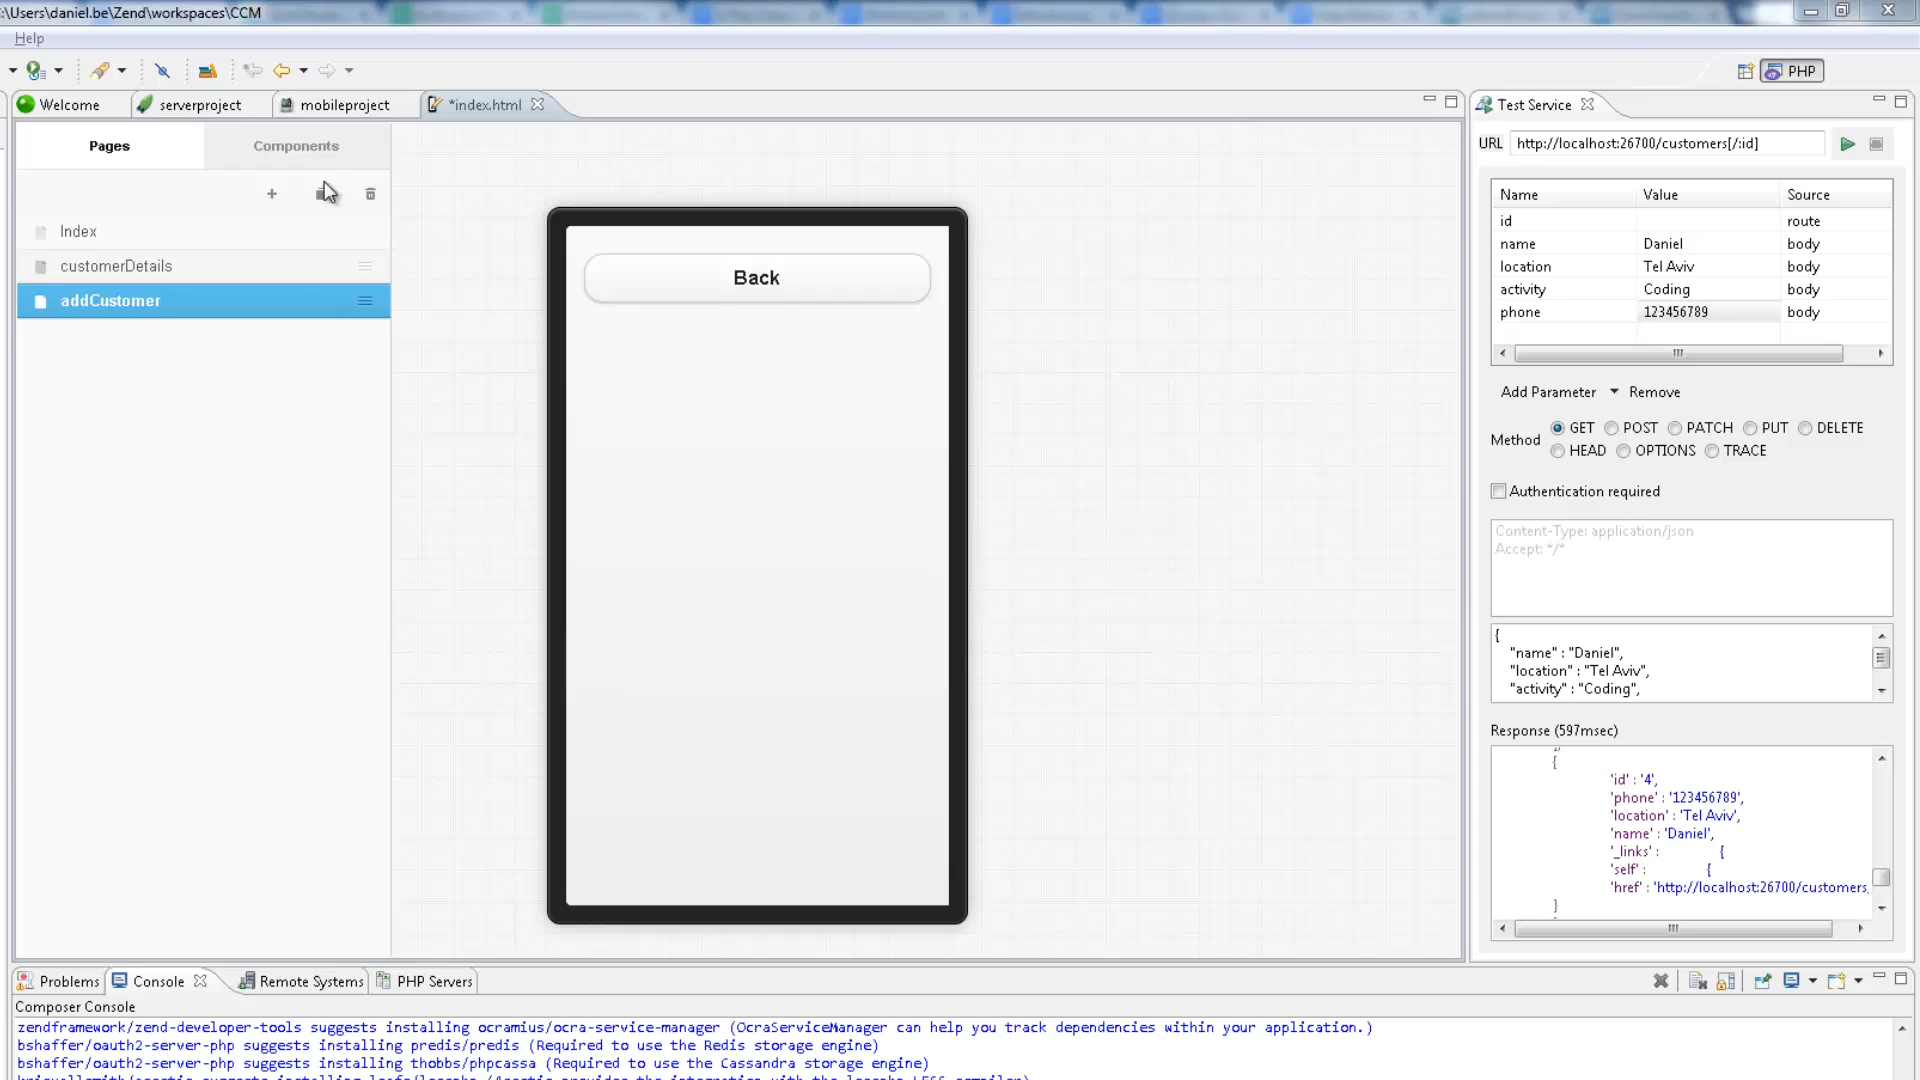 :\Users\daniel.be\Zend\workspaces\CCM
Help
PHP
Welcome
serverproject
mobileproject
*index.html
Test Service
Pages
Components
URL
http://localhost:26700/customers[/:id]
Name Value Source
id route
name Daniel body
location Tel Aviv body
activity Coding body
phone 123456789 body
Index
customerDetails
addCustomer
Back
Add Parameter
Remove
Method
GET POST PATCH PUT DELETE
HEAD OPTIONS TRACE
Authentication required
Content-Type: application/json
Accept: */*
{
"name" : "Daniel",
"location" : "Tel Aviv",
"activity" : "Coding",
Response (597msec)
{
'id' : '4',
'phone' : '123456789',
'location' : 'Tel Aviv',
'name' : 'Daniel',
'_links' : {
'self' : {
'href' : 'http://localhost:26700/customers
}
Problems
Console
Remote Systems
PHP Servers
Composer Console
zendframework/zend-developer-tools suggests installing ocramius/ocra-service-manager (OcraServiceManager can help you track dependencies within your application.)
bshaffer/oauth2-server-php suggests installing predis/predis (Required to use the Redis storage engine)
bshaffer/oauth2-server-php suggests installing thobbs/phpcassa (Required to use the Cassandra storage engine)